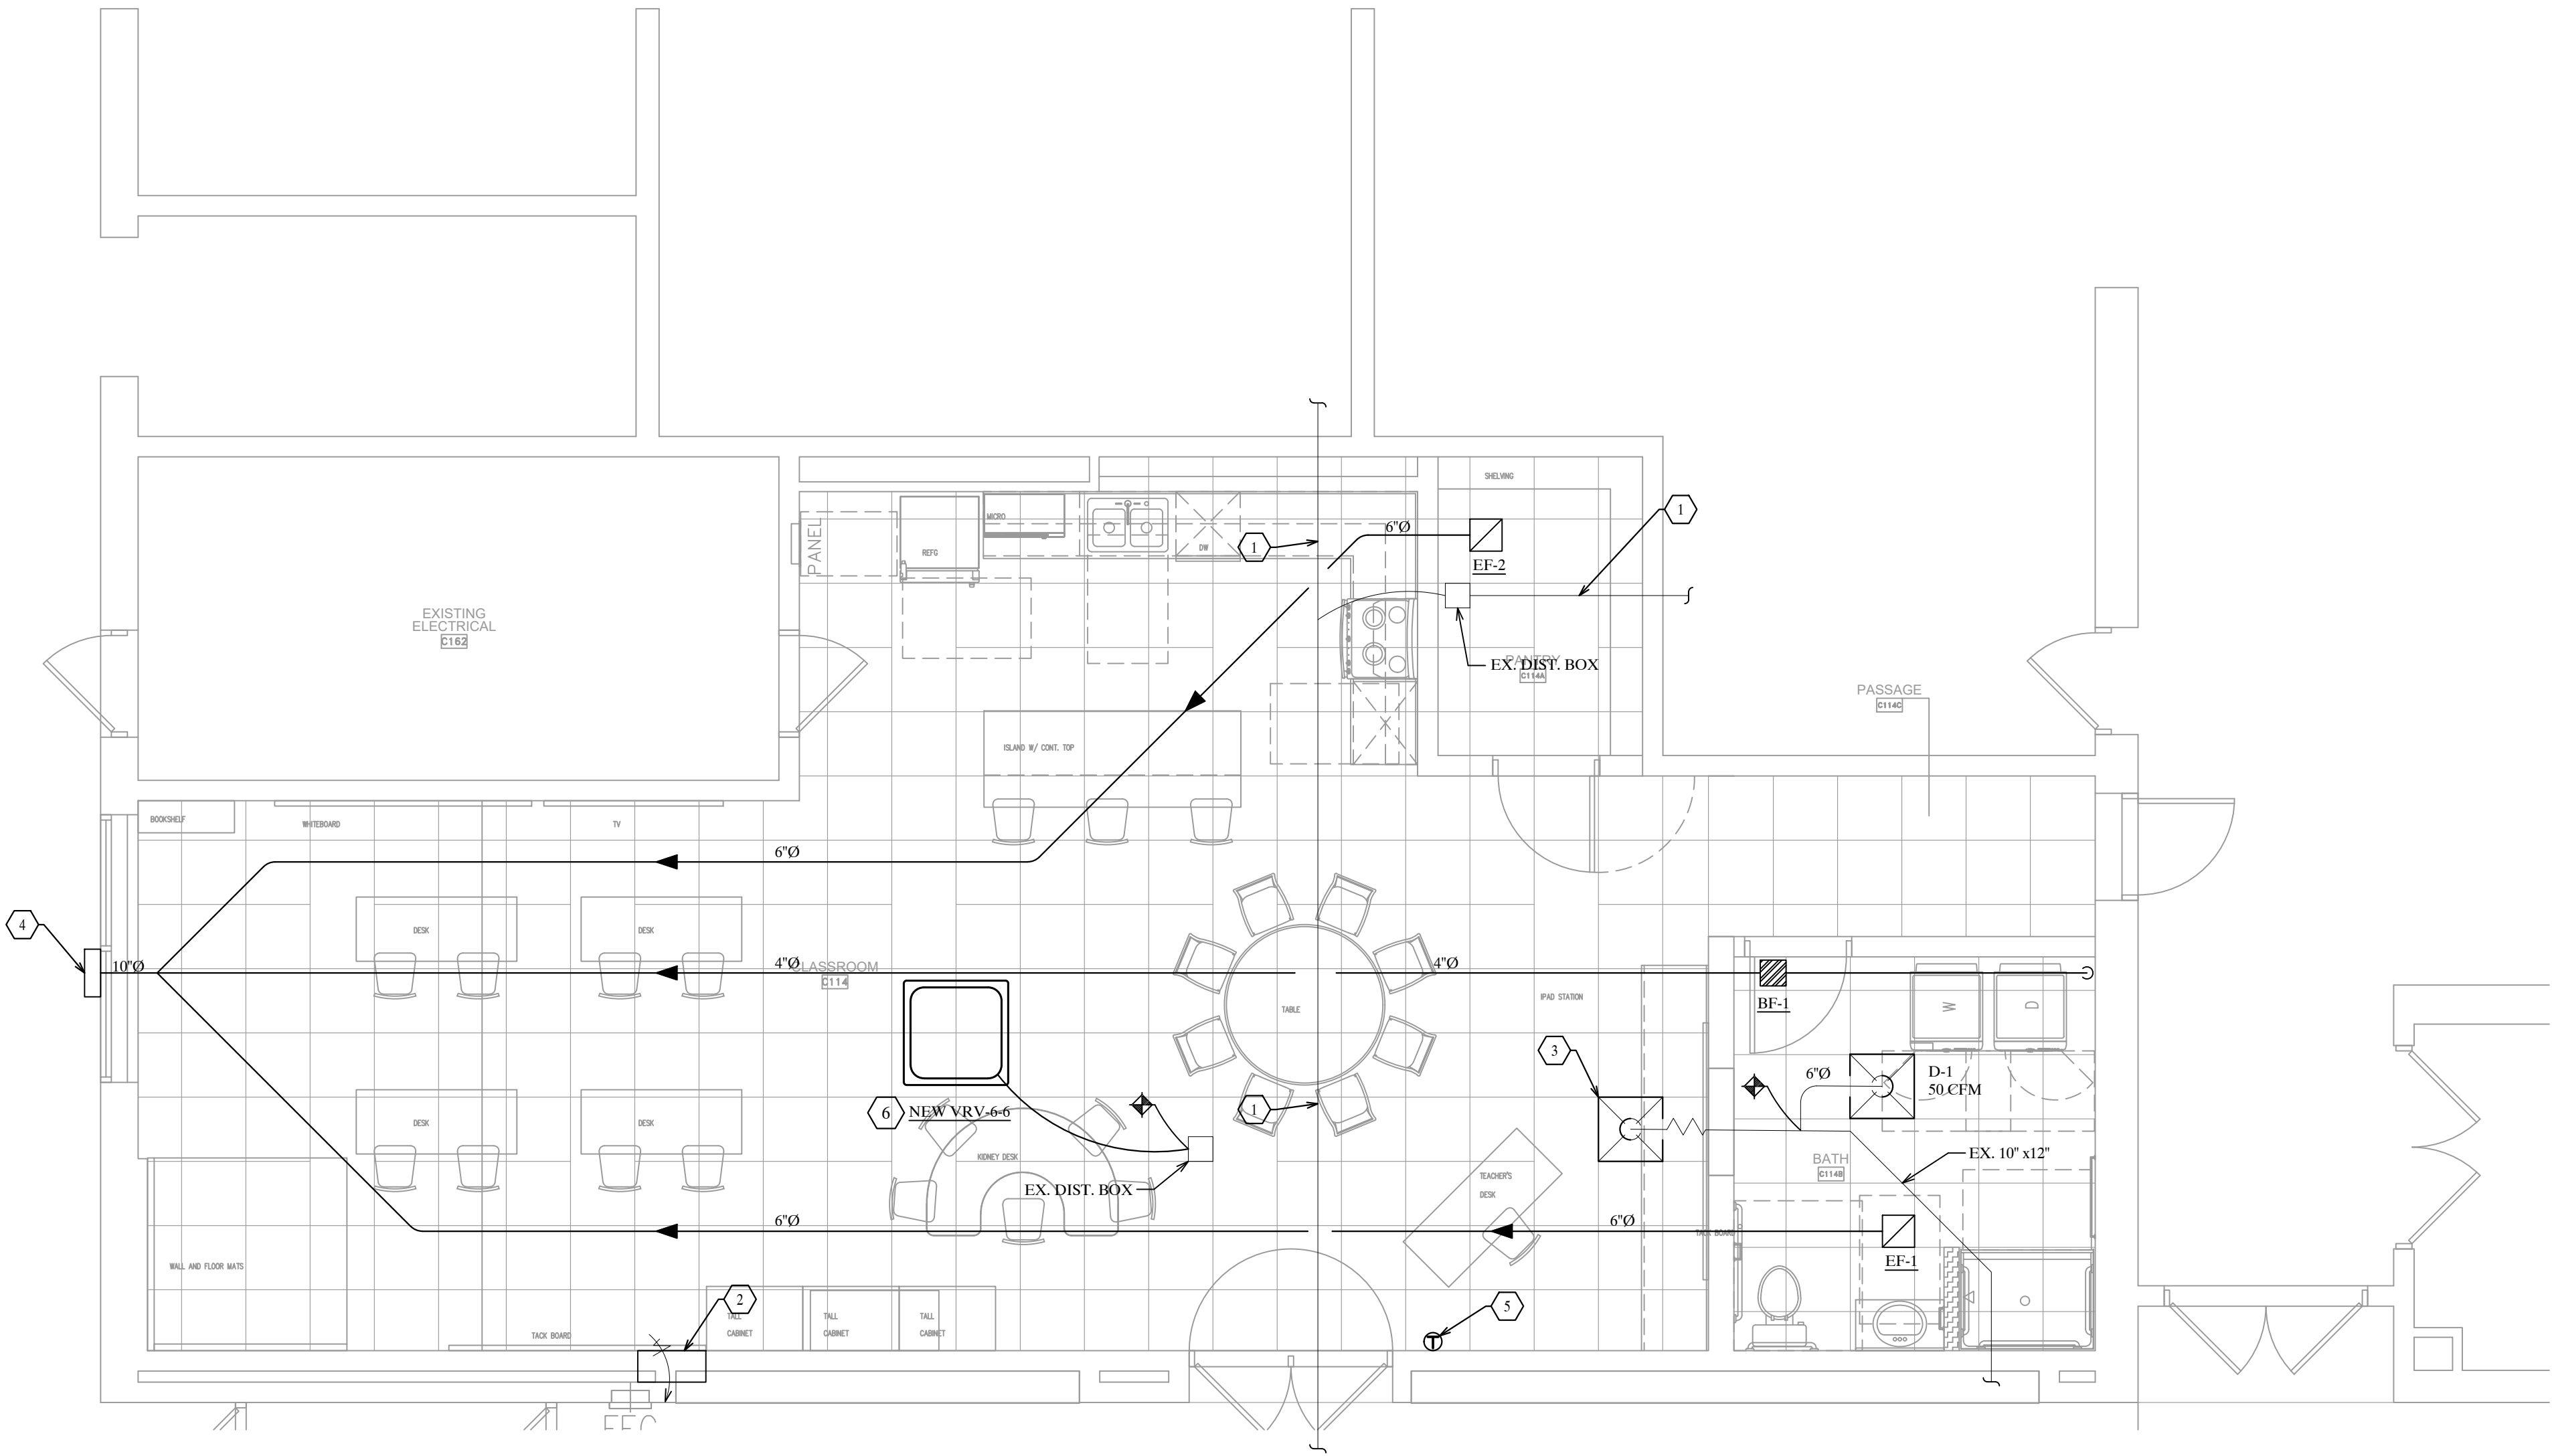 SHELVING
1
PANEL
MICRO
6"Ø
REFG
1
DW
EF-2
EXISTING
ELECTRICAL
C162
EX. DIST. BOX
PANTRY
C114A
PASSAGE
C114C
ISLAND W/ CONT. TOP
BOOKSHELF
WHITEBOARD
TV
6"Ø
4
DESK
DESK
10"Ø
4"Ø
CLASSROOM
C114
4"Ø
IPAD STATION
BF-1
W
D
TABLE
3
6"Ø
D-1
50 CFM
6
NEW VRV-6-6
1
DESK
DESK
KIDNEY DESK
EX. DIST. BOX
TEACHER'S
DESK
BATH
C114B
EX. 10" x12"
6"Ø
6"Ø
TACK BOARD
EF-1
WALL AND FLOOR MATS
2
5
TALL
CABINET
TALL
CABINET
TALL
CABINET
TACK BOARD
T